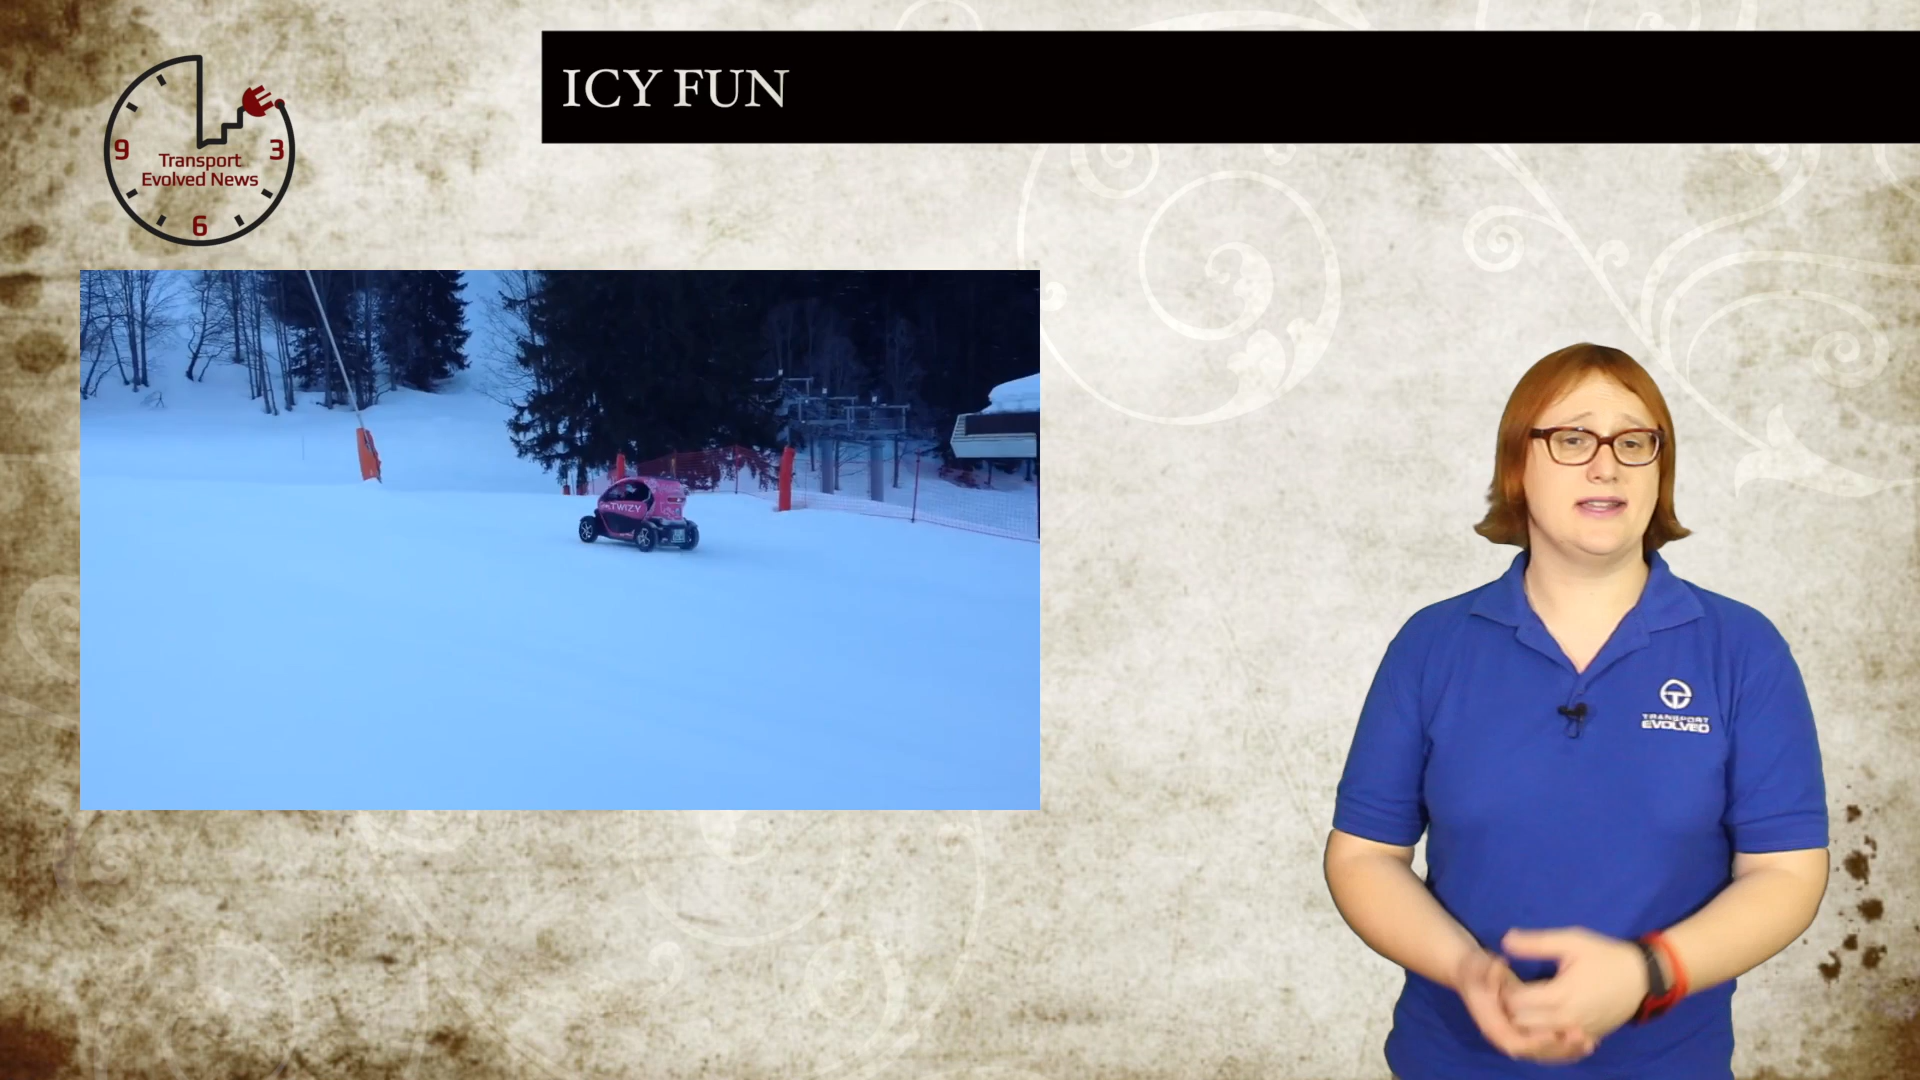 ICY FUN
9
3
Transport
Evolved News
6
TWIZY
TRANSPORT
EVOLVED